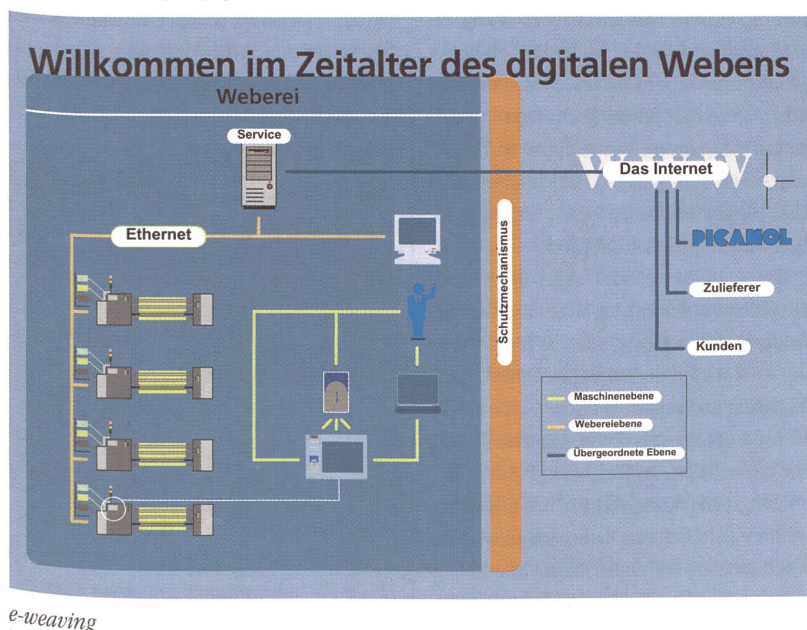 Willkommen im Zeitalter des digitalen Webens
Weberei
Service
WWW
Das Internet
Ethernet
PICANOL
Schutzmechanismus
Zulieferer
Kunden
Maschinenebene
Webereiebene
Übergeordnete Ebene
e-weaving